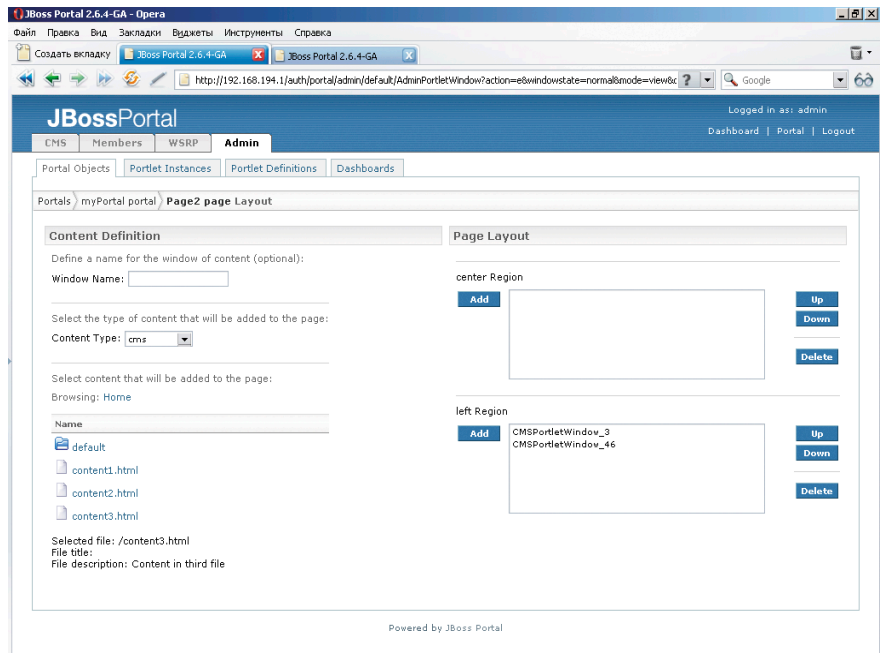 JBoss Portal 2.6.4-GA - Opera
Файл Правка Вид Закладки Виджеты Инструменты Справка
Создать вкладку JBoss Portal 2.6.4-GA JBoss Portal 2.6.4-GA
http://192.168.194.1/auth/portal/admin/default/AdminPortletWindow?action=e&windowstate=normal&mode=view&c ? Google
JBossPortal
Logged in as: admin
Dashboard | Portal | Logout
CMS Members WSRP Admin
Portal Objects Portlet Instances Portlet Definitions Dashboards
Portals myPortal portal Page2 page Layout
Content Definition
Define a name for the window of content (optional):
Window Name:
Select the type of content that will be added to the page:
Content Type: cms
Select content that will be added to the page:
Browsing: Home
Name
default
content1.html
content2.html
content3.html
Selected file: /content3.html
File title:
File description: Content in third file
Page Layout
center Region
Add
Up
Down
Delete
left Region
Add
CMSPortletWindow_3
CMSPortletWindow_46
Up
Down
Delete
Powered by JBoss Portal